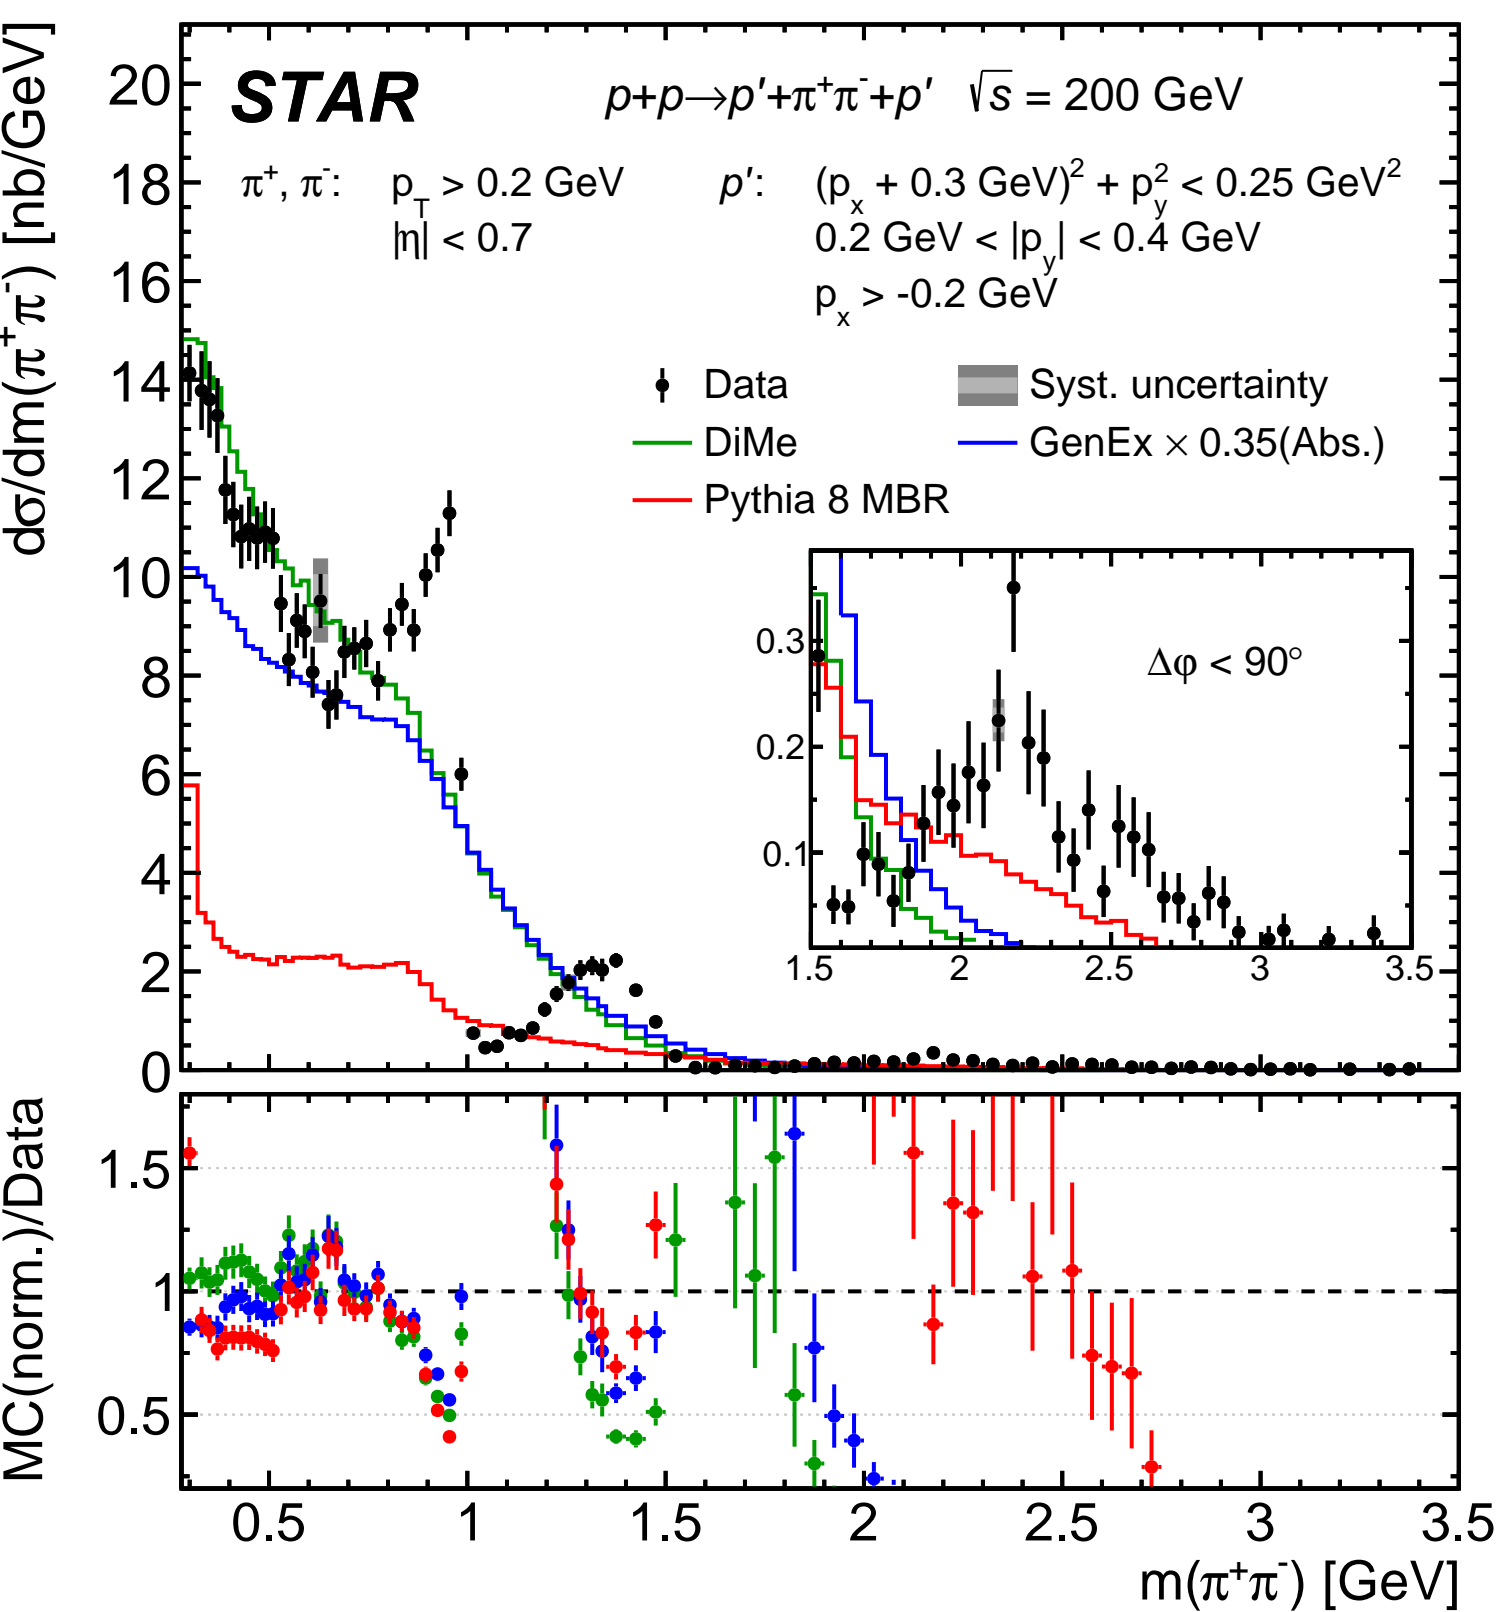 STAR
p+p→p′+π⁺π⁻+p′ √s = 200 GeV
π⁺, π⁻: p_T > 0.2 GeV p′: (p_x + 0.3 GeV)² + p_y² < 0.25 GeV²
|η| < 0.7 0.2 GeV < |p_y| < 0.4 GeV
p_x > -0.2 GeV
Data Syst. uncertainty
DiMe GenEx × 0.35(Abs.)
Pythia 8 MBR
dσ/dm(π⁺π⁻) [nb/GeV]
20
18
16
14
12
10
8
6
4
2
0
Δφ < 90°
0.3
0.2
0.1
1.5 2 2.5 3 3.5
MC(norm.)/Data
1.5
1
0.5
0.5 1 1.5 2 2.5 3 3.5
m(π⁺π⁻) [GeV]